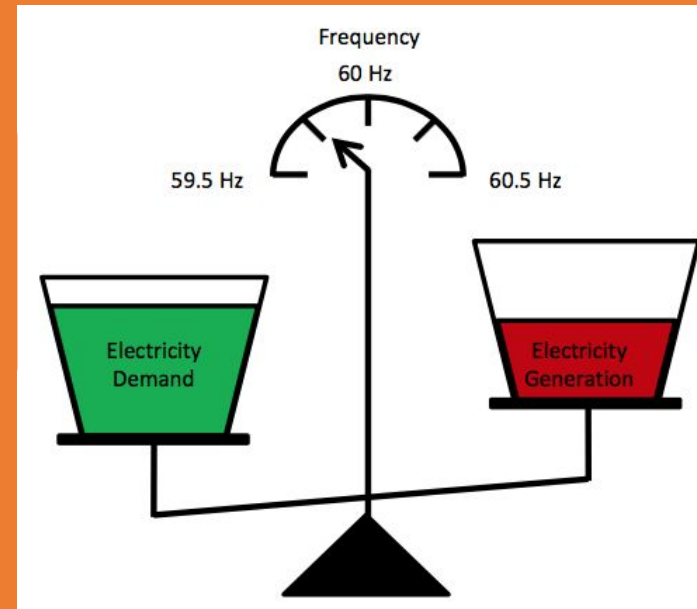 Frequency
60 Hz
59.5 Hz
60.5 Hz
Electricity
Demand
Electricity
Generation